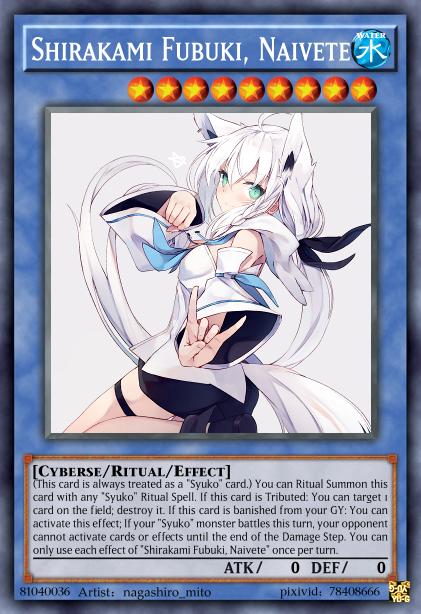 SHIRAKAMI FUBUKI, NAIVETE
WATER
水
[CYBERSE/RITUAL/EFFECT]
(This card is always treated as a "Syuko" card.) You can Ritual Summon this
card with any "Syuko" Ritual Spell. If this card is Tributed: You can target 1
card on the field; destroy it. If this card is banished from your GY: You can
activate this effect; If your "Syuko" monster battles this turn, your opponent
cannot activate cards or effects until the end of the Damage Step. You can
only use each effect of "Shirakami Fubuki, Naivete" once per turn.
ATK/ 0 DEF/ 0
81040036 Artist: nagashiro_mito pixivid: 78408666